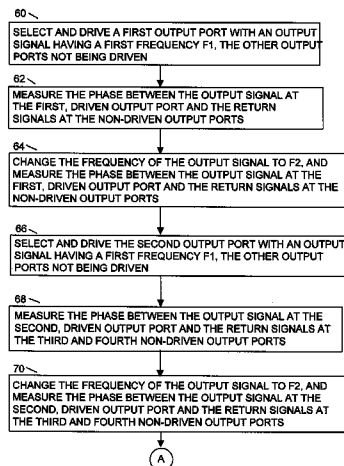 60
SELECT AND DRIVE A FIRST OUTPUT PORT WITH AN OUTPUT
SIGNAL HAVING A FIRST FREQUENCY F1, THE OTHER OUTPUT
PORTS NOT BEING DRIVEN
62
MEASURE THE PHASE BETWEEN THE OUTPUT SIGNAL AT
THE FIRST, DRIVEN OUTPUT PORT AND THE RETURN
SIGNALS AT THE NON-DRIVEN OUTPUT PORTS
64
CHANGE THE FREQUENCY OF THE OUTPUT SIGNAL TO F2, AND
MEASURE THE PHASE BETWEEN THE OUTPUT SIGNAL AT THE
FIRST, DRIVEN OUTPUT PORT AND THE RETURN SIGNALS AT THE
NON-DRIVEN OUTPUT PORTS
66
SELECT AND DRIVE THE SECOND OUTPUT PORT WITH AN OUTPUT
SIGNAL HAVING A FIRST FREQUENCY F1, THE OTHER OUTPUT
PORTS NOT BEING DRIVEN
68
MEASURE THE PHASE BETWEEN THE OUTPUT SIGNAL AT THE
SECOND, DRIVEN OUTPUT PORT AND THE RETURN SIGNALS AT
THE THIRD AND FOURTH NON-DRIVEN OUTPUT PORTS
70
CHANGE THE FREQUENCY OF THE OUTPUT SIGNAL TO F2, AND
MEASURE THE PHASE BETWEEN THE OUTPUT SIGNAL AT THE
SECOND, DRIVEN OUTPUT PORT AND THE RETURN SIGNALS AT
THE THIRD AND FOURTH NON-DRIVEN OUTPUT PORTS
A